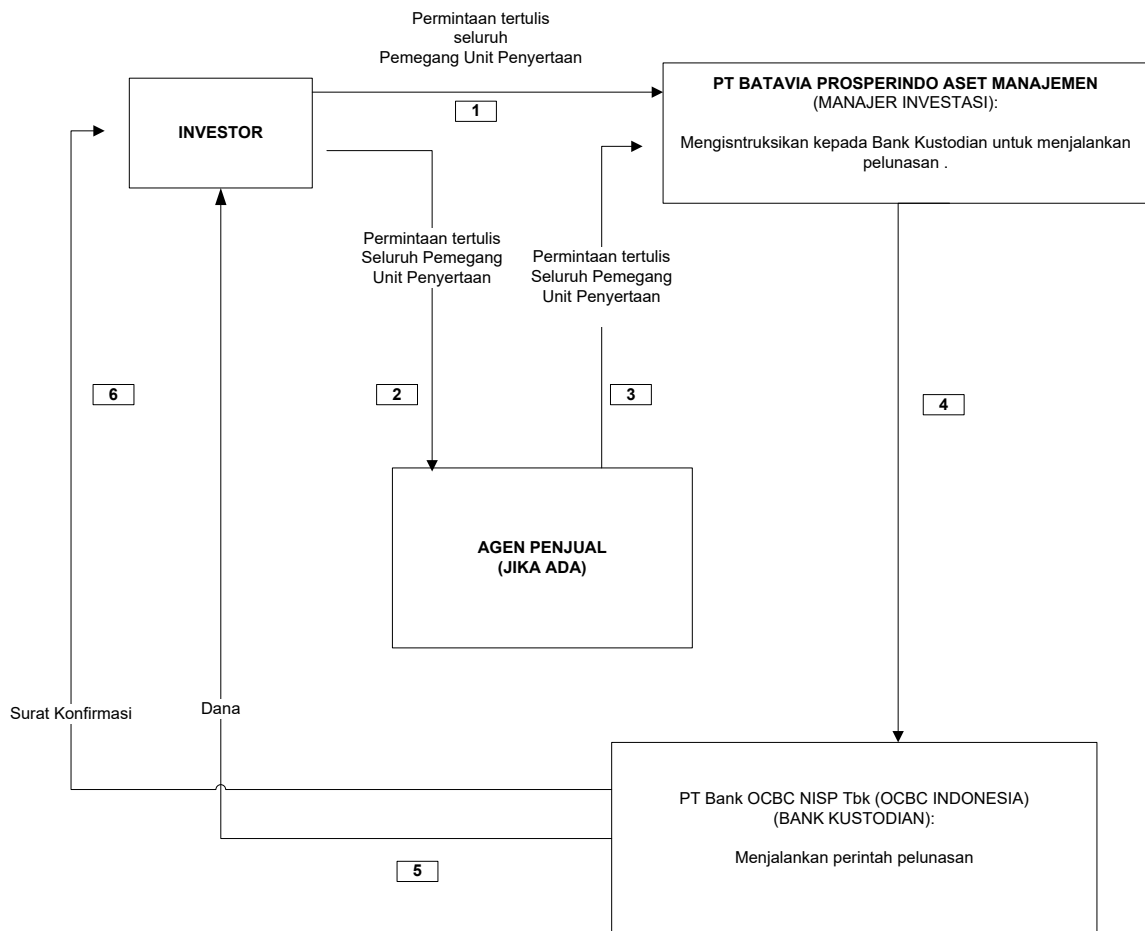 Permintaan tertulis
seluruh
Pemegang Unit Penyertaan
1
INVESTOR
PT BATAVIA PROSPERINDO ASET MANAJEMEN
(MANAJER INVESTASI):
Mengisntruksikan kepada Bank Kustodian untuk menjalankan
pelunasan .
Permintaan tertulis
Seluruh Pemegang
Unit Penyertaan
Permintaan tertulis
Seluruh Pemegang
Unit Penyertaan
6
2
3
4
AGEN PENJUAL
(JIKA ADA)
Surat Konfirmasi
Dana
PT Bank OCBC NISP Tbk (OCBC INDONESIA)
(BANK KUSTODIAN):
Menjalankan perintah pelunasan
5